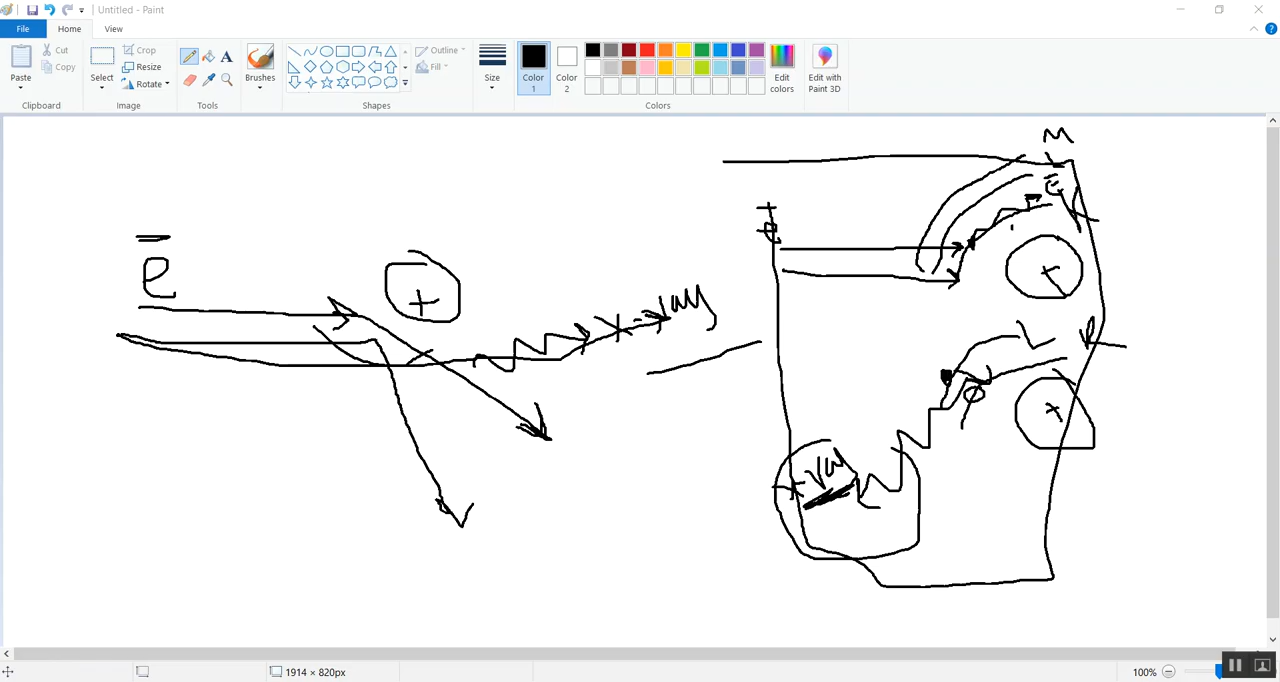 Untitled - Paint
File
Home
View
Paste
Cut
Copy
Clipboard
Select
Crop
Resize
Rotate
Image
A
Tools
Brushes
Shapes
Outline
Fill
Size
Color 1
Color 2
Edit colors
Edit with Paint 3D
Colors
M
e
+
L
+
X-ray
+
1914 × 820px
100%